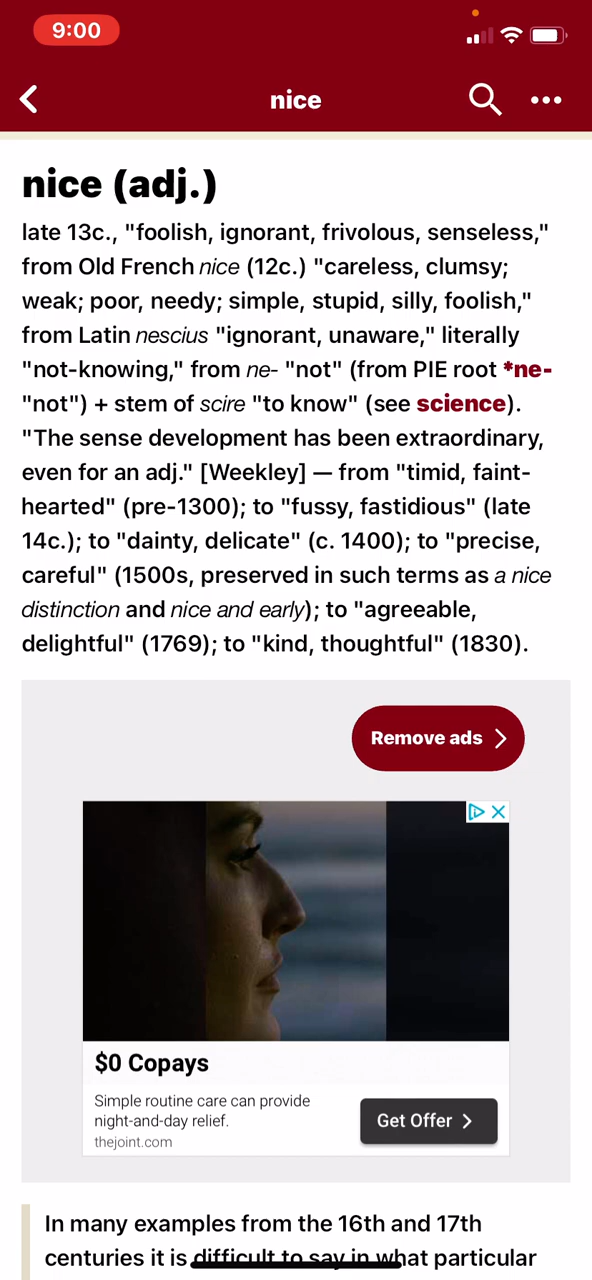 9:00
nice
nice (adj.)
late 13c., "foolish, ignorant, frivolous, senseless,"
from Old French nice (12c.) "careless, clumsy;
weak; poor, needy; simple, stupid, silly, foolish,"
from Latin nescius "ignorant, unaware," literally
"not-knowing," from ne- "not" (from PIE root *ne-
"not") + stem of scire "to know" (see science).
"The sense development has been extraordinary,
even for an adj." [Weekley] — from "timid, faint-
hearted" (pre-1300); to "fussy, fastidious" (late
14c.); to "dainty, delicate" (c. 1400); to "precise,
careful" (1500s, preserved in such terms as a nice
distinction and nice and early); to "agreeable,
delightful" (1769); to "kind, thoughtful" (1830).
Remove ads
$0 Copays
Simple routine care can provide
night-and-day relief.
thejoint.com
Get Offer
In many examples from the 16th and 17th
centuries it is difficult to say in what particular